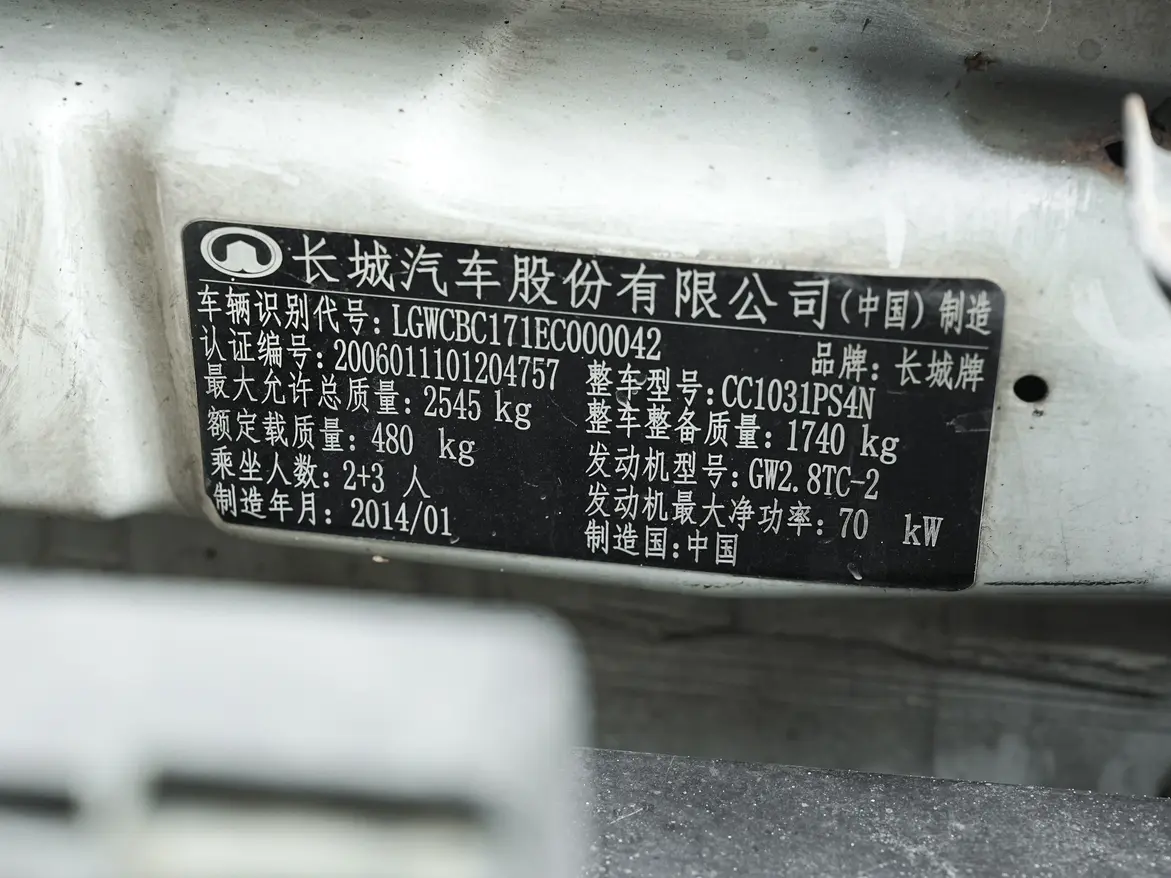 长城汽车股份有限公司(中国)制造
车辆识别代号:LGWCBC171EC000042
品牌:长城牌
认证编号:2006011101204757
整车型号:CC1031PS4N
最大允许总质量:2545 kg
整车整备质量:1740 kg
额定载质量:480 kg
发动机型号:GW2.8TC-2
乘坐人数:2+3 人
发动机最大净功率:70 kW
制造年月:2014/01
制造国:中国